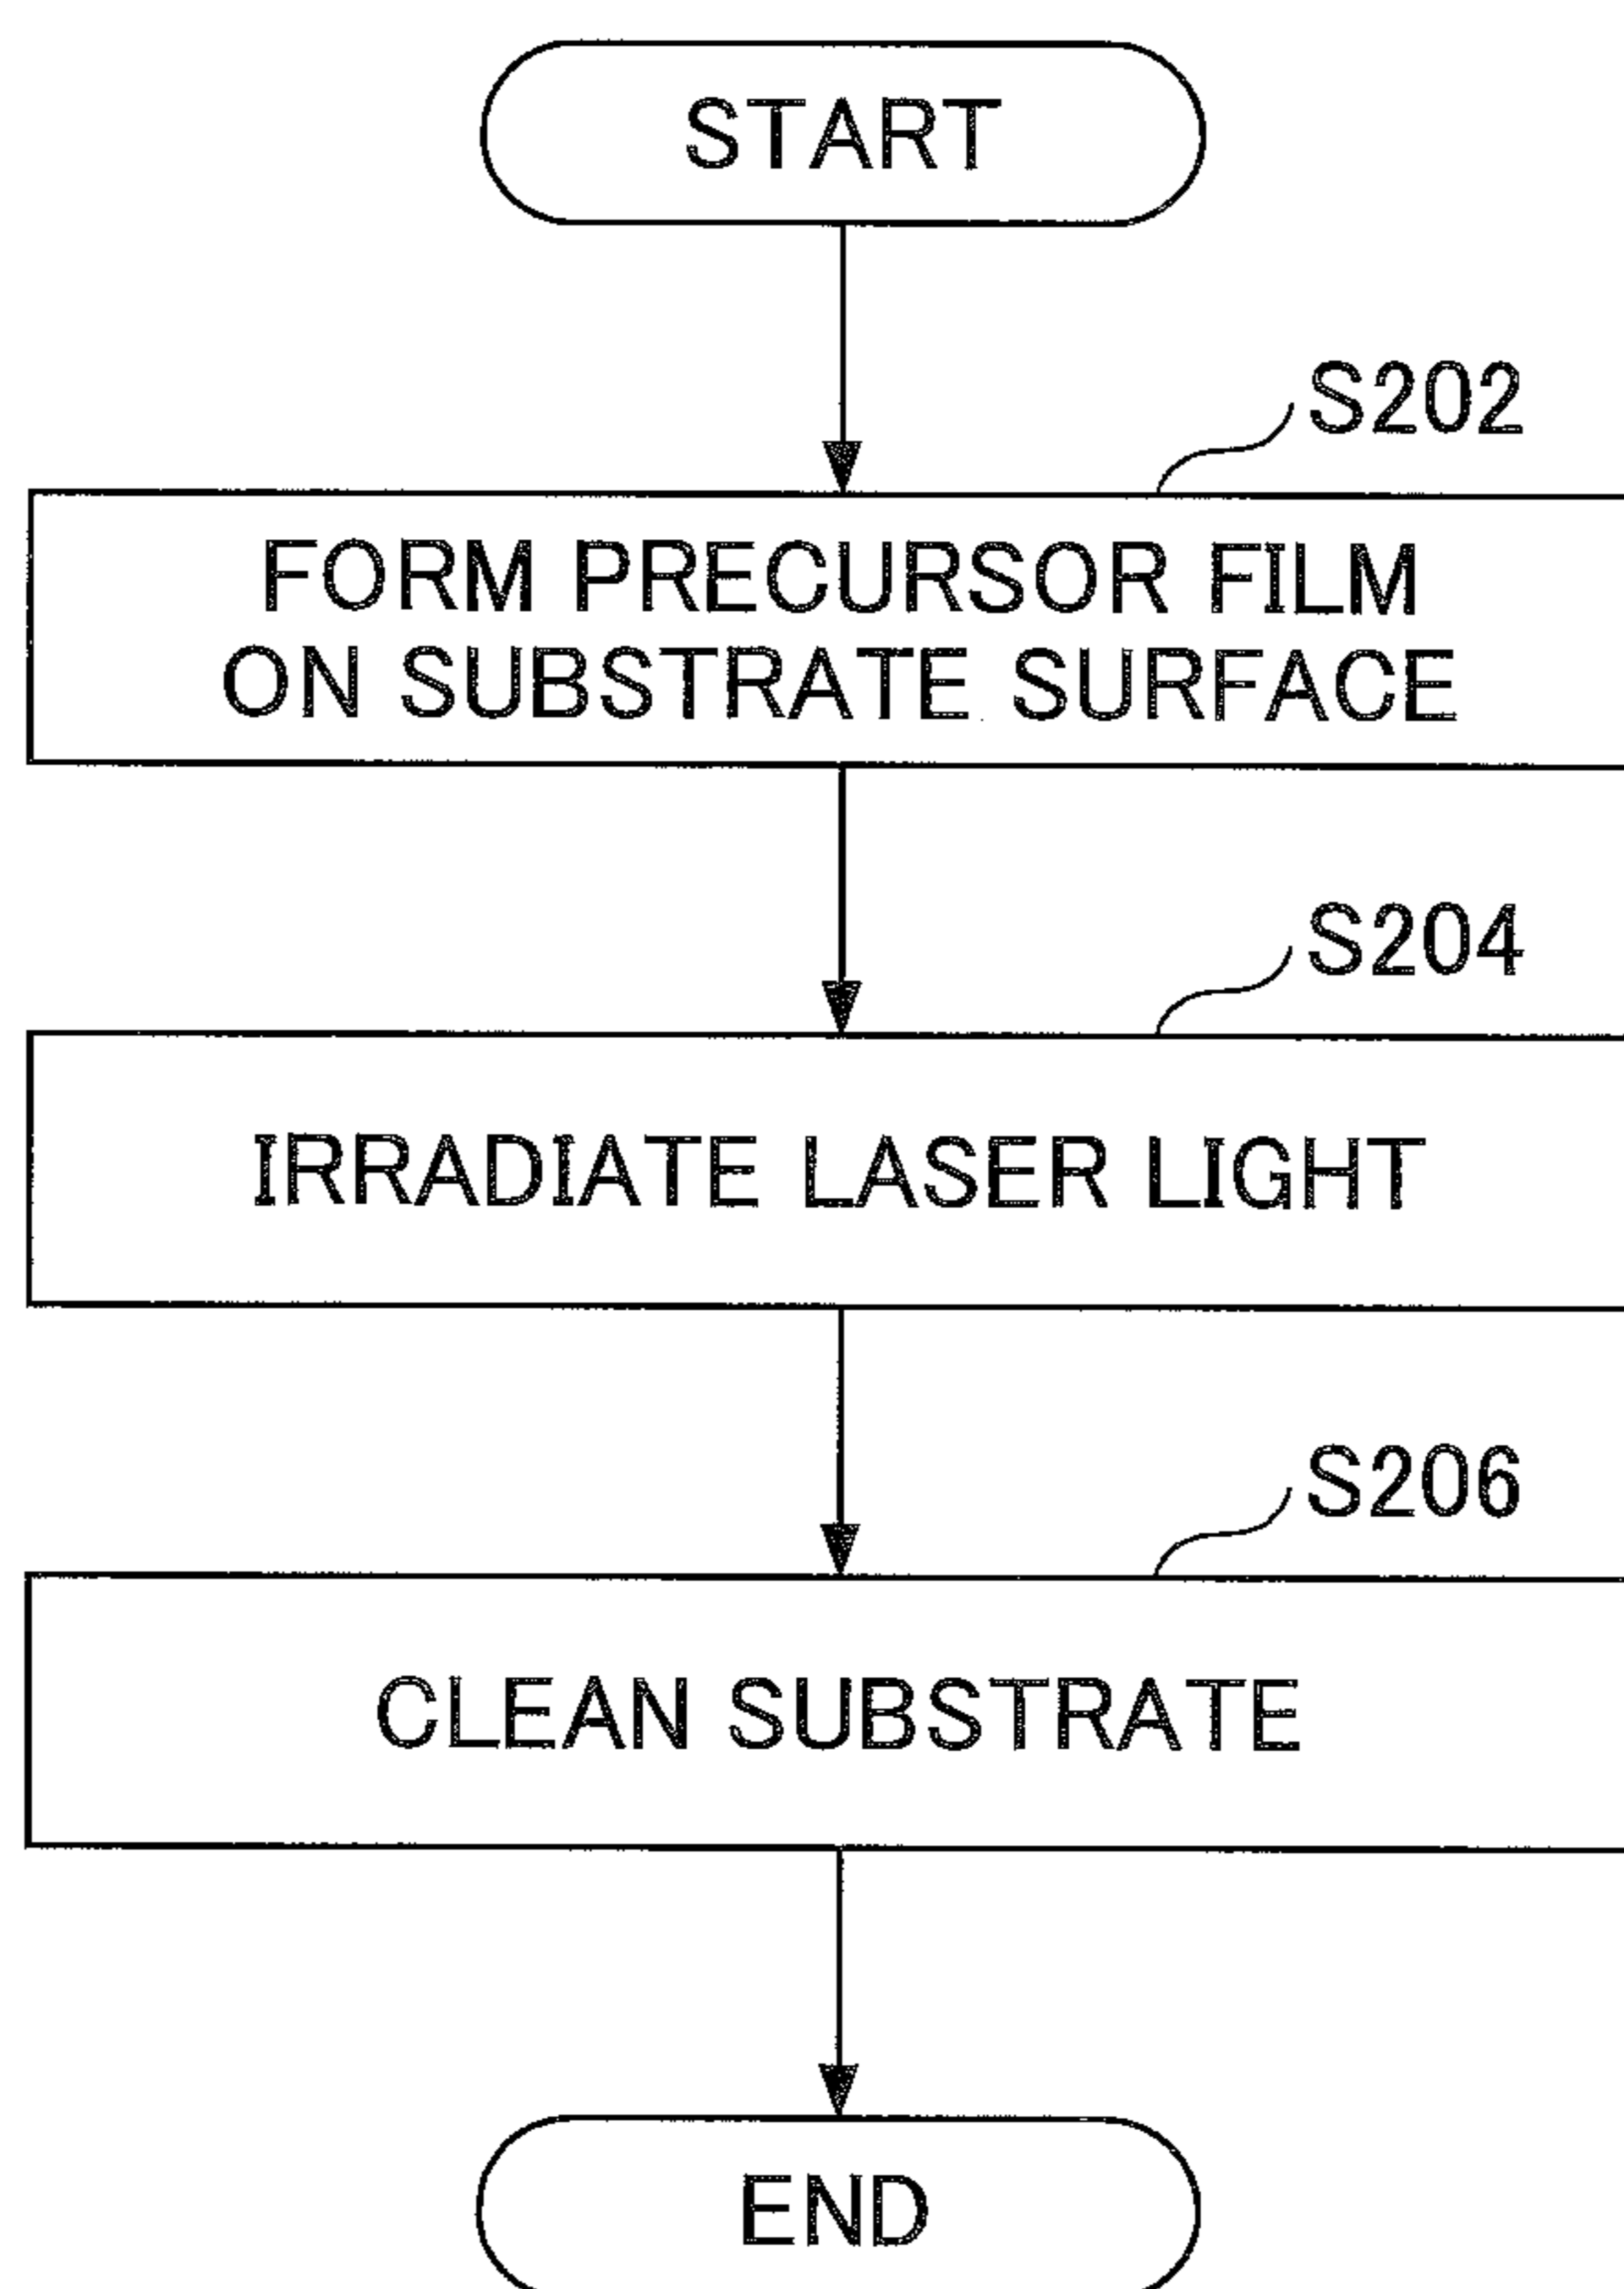 START
S202
FORM PRECURSOR FILM
ON SUBSTRATE SURFACE
S204
IRRADIATE LASER LIGHT
S206
CLEAN SUBSTRATE
END